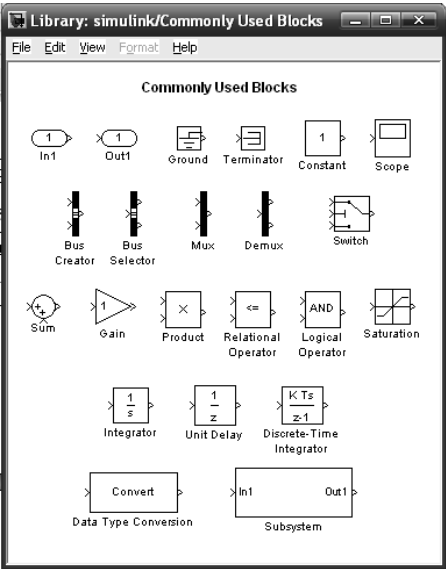 Library: simulink/Commonly Used Blocks
File Edit View Format Help
Commonly Used Blocks
1 1 1
In1 Out1 Ground Terminator Constant Scope
Bus Creator Bus Selector Mux Demux Switch
+ + 1 × <= AND
Sum Gain Product Relational Operator Logical Operator Saturation
1 s 1 z K Ts z-1
Integrator Unit Delay Discrete-Time Integrator
Convert In1 Out1
Data Type Conversion Subsystem